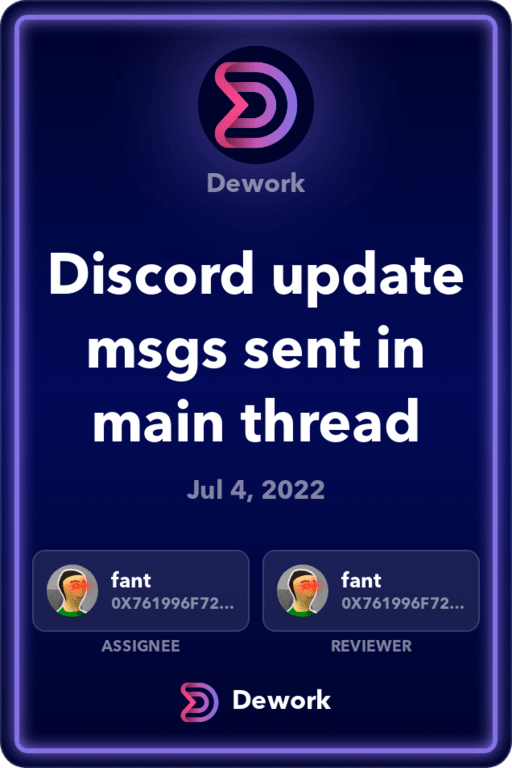 Dework
Discord update
msgs sent in
main thread
Jul 4, 2022
fant
0X761996F72...
ASSIGNEE
fant
0X761996F72...
REVIEWER
Dework